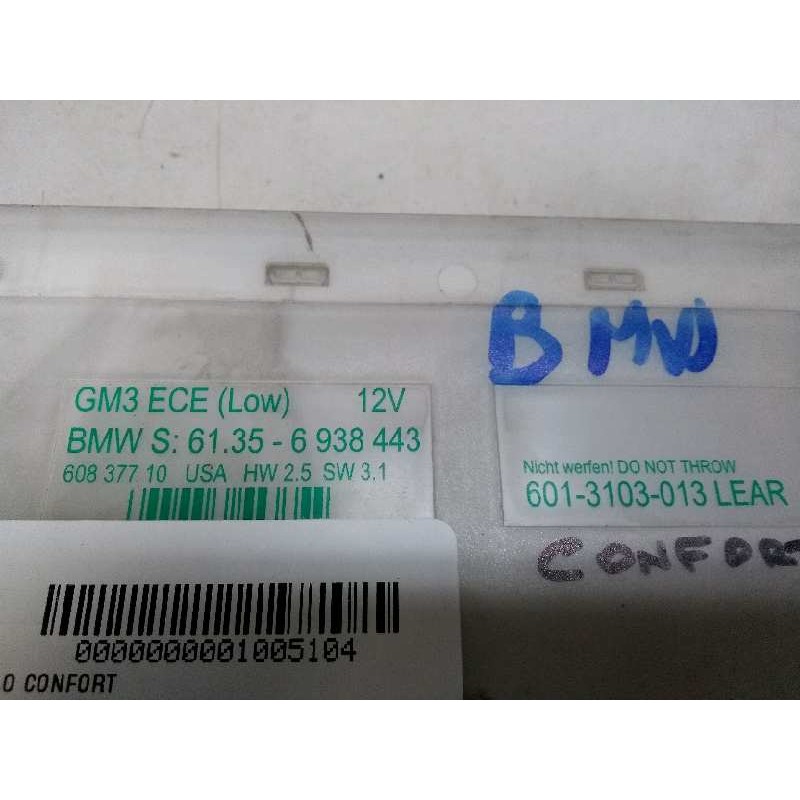 BMW
GM3 ECE (Low) 12V
BMW S: 61.35 - 6 938 443
608 377 10 USA HW 2.5 SW 3.1
Nicht werfen! DO NOT THROW
601-3103-013 LEAR
CONFORT
0000000001005104
O CONFORT